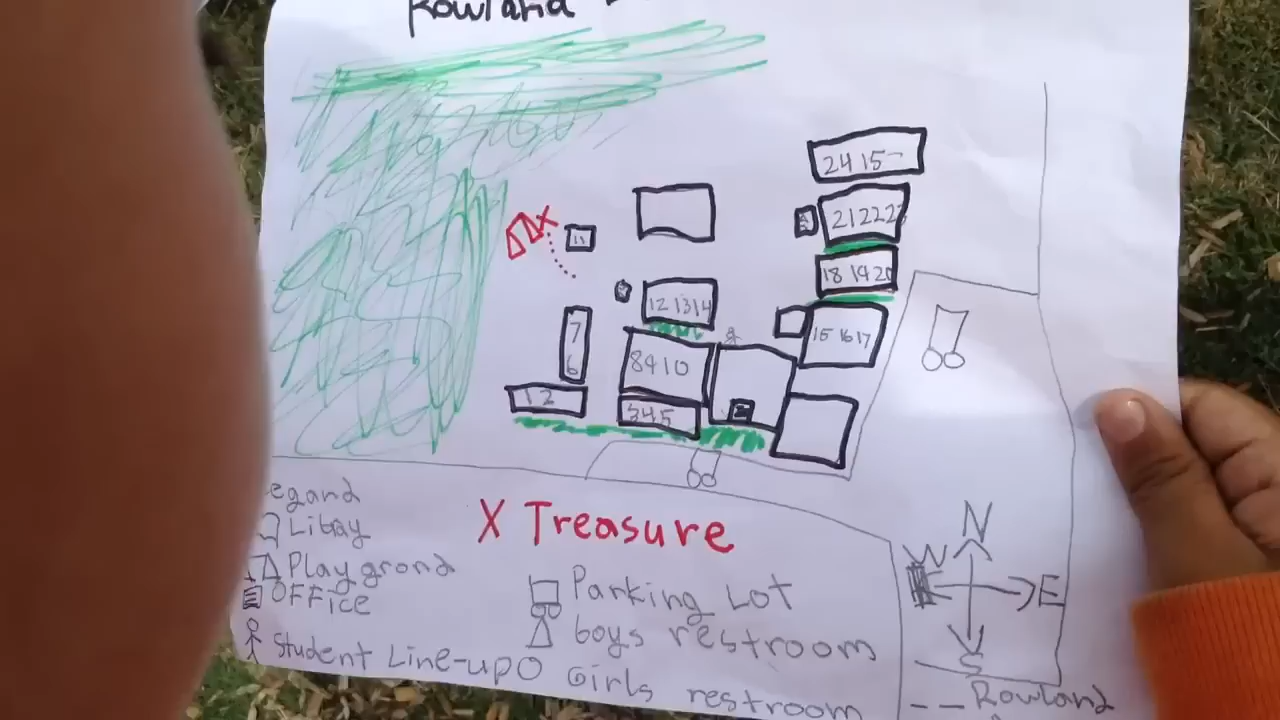 Rowland
24 15
21 22 2
18 19 20
11
12 13 14
7
6
8 9 10
15 16 17
1 2
3 4 5
egand
Libay
X Treasure
Play grond
OFFice
Parking Lot
boys restroom
Student Line-up
Girls restroom
N
W
E
S
Rowland